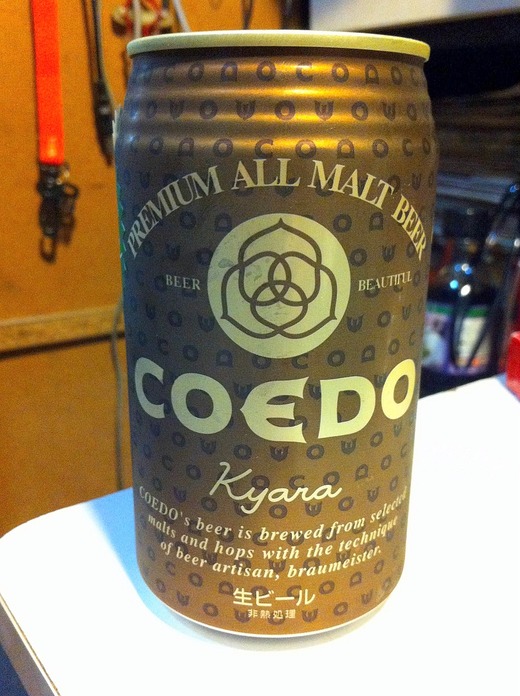 PREMIUM ALL MALT BEER
BEER BEAUTIFUL
COEDO
Kyara
COEDO's beer is brewed from selected
malts and hops with the technique
of beer artisan, braumeister.
生ビール
非熱処理